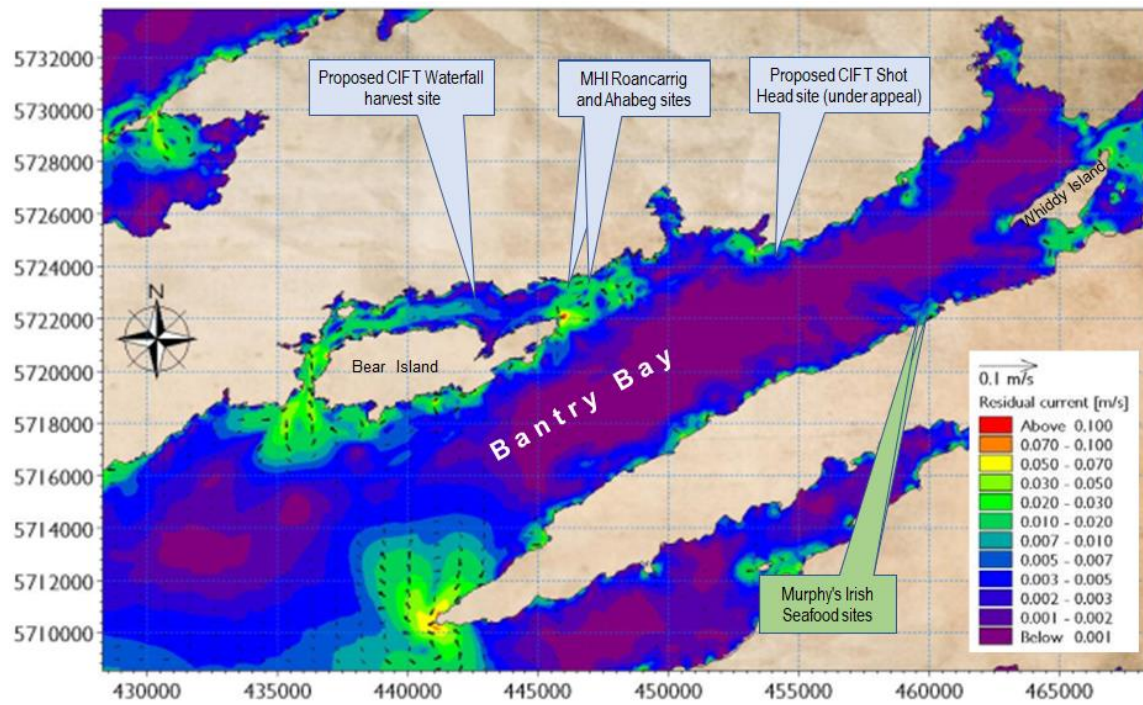 5732000
5730000
5728000
5726000
5724000
5722000
5720000
5718000
5716000
5714000
5712000
5710000
Proposed CIFT Waterfall
harvest site
MHI Roancarrig
and Ahabeg sites
Proposed CIFT Shot
Head site (under appeal)
Whiddy Island
N
Bear Island
Bantry Bay
Murphy's Irish
Seafood sites
0.1 m/s
Residual current [m/s]
Above 0.100
0.070 - 0.100
0.050 - 0.070
0.030 - 0.050
0.020 - 0.030
0.010 - 0.020
0.007 - 0.010
0.005 - 0.007
0.003 - 0.005
0.002 - 0.003
0.001 - 0.002
Below 0.001
430000 435000 440000 445000 450000 455000 460000 465000